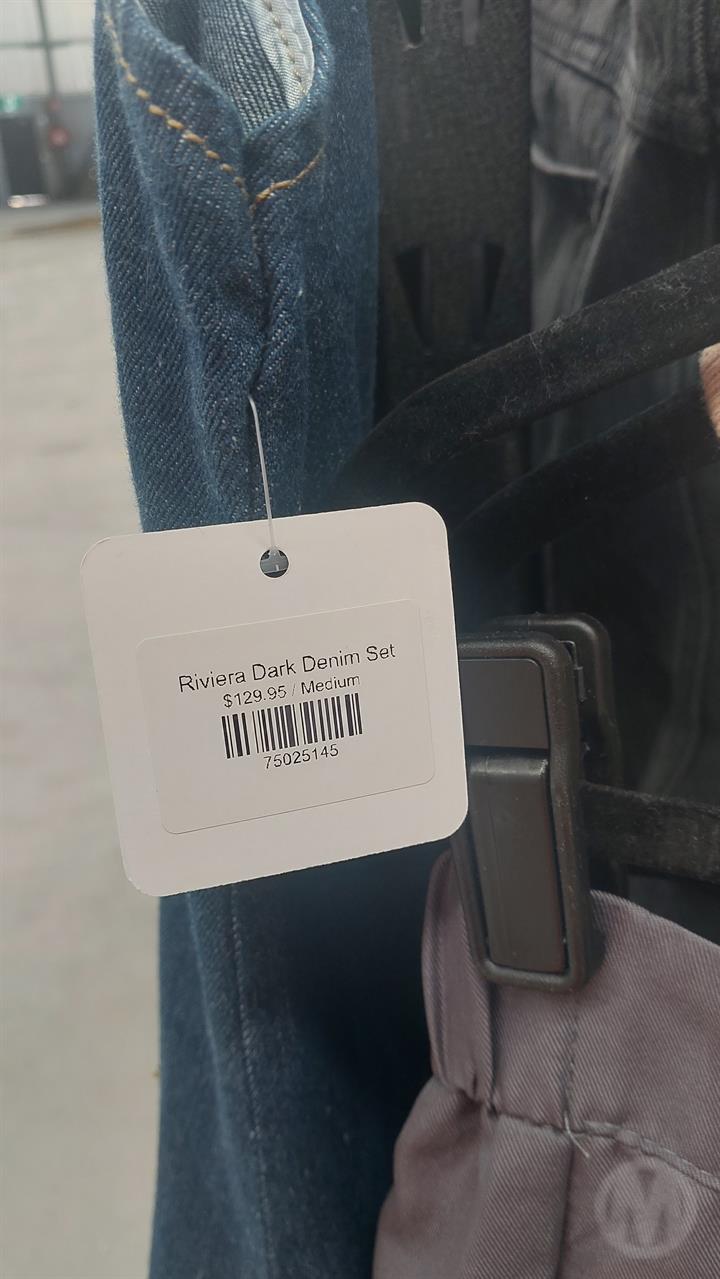 Riviera Dark Denim Set
$129.95 / Medium
75025145